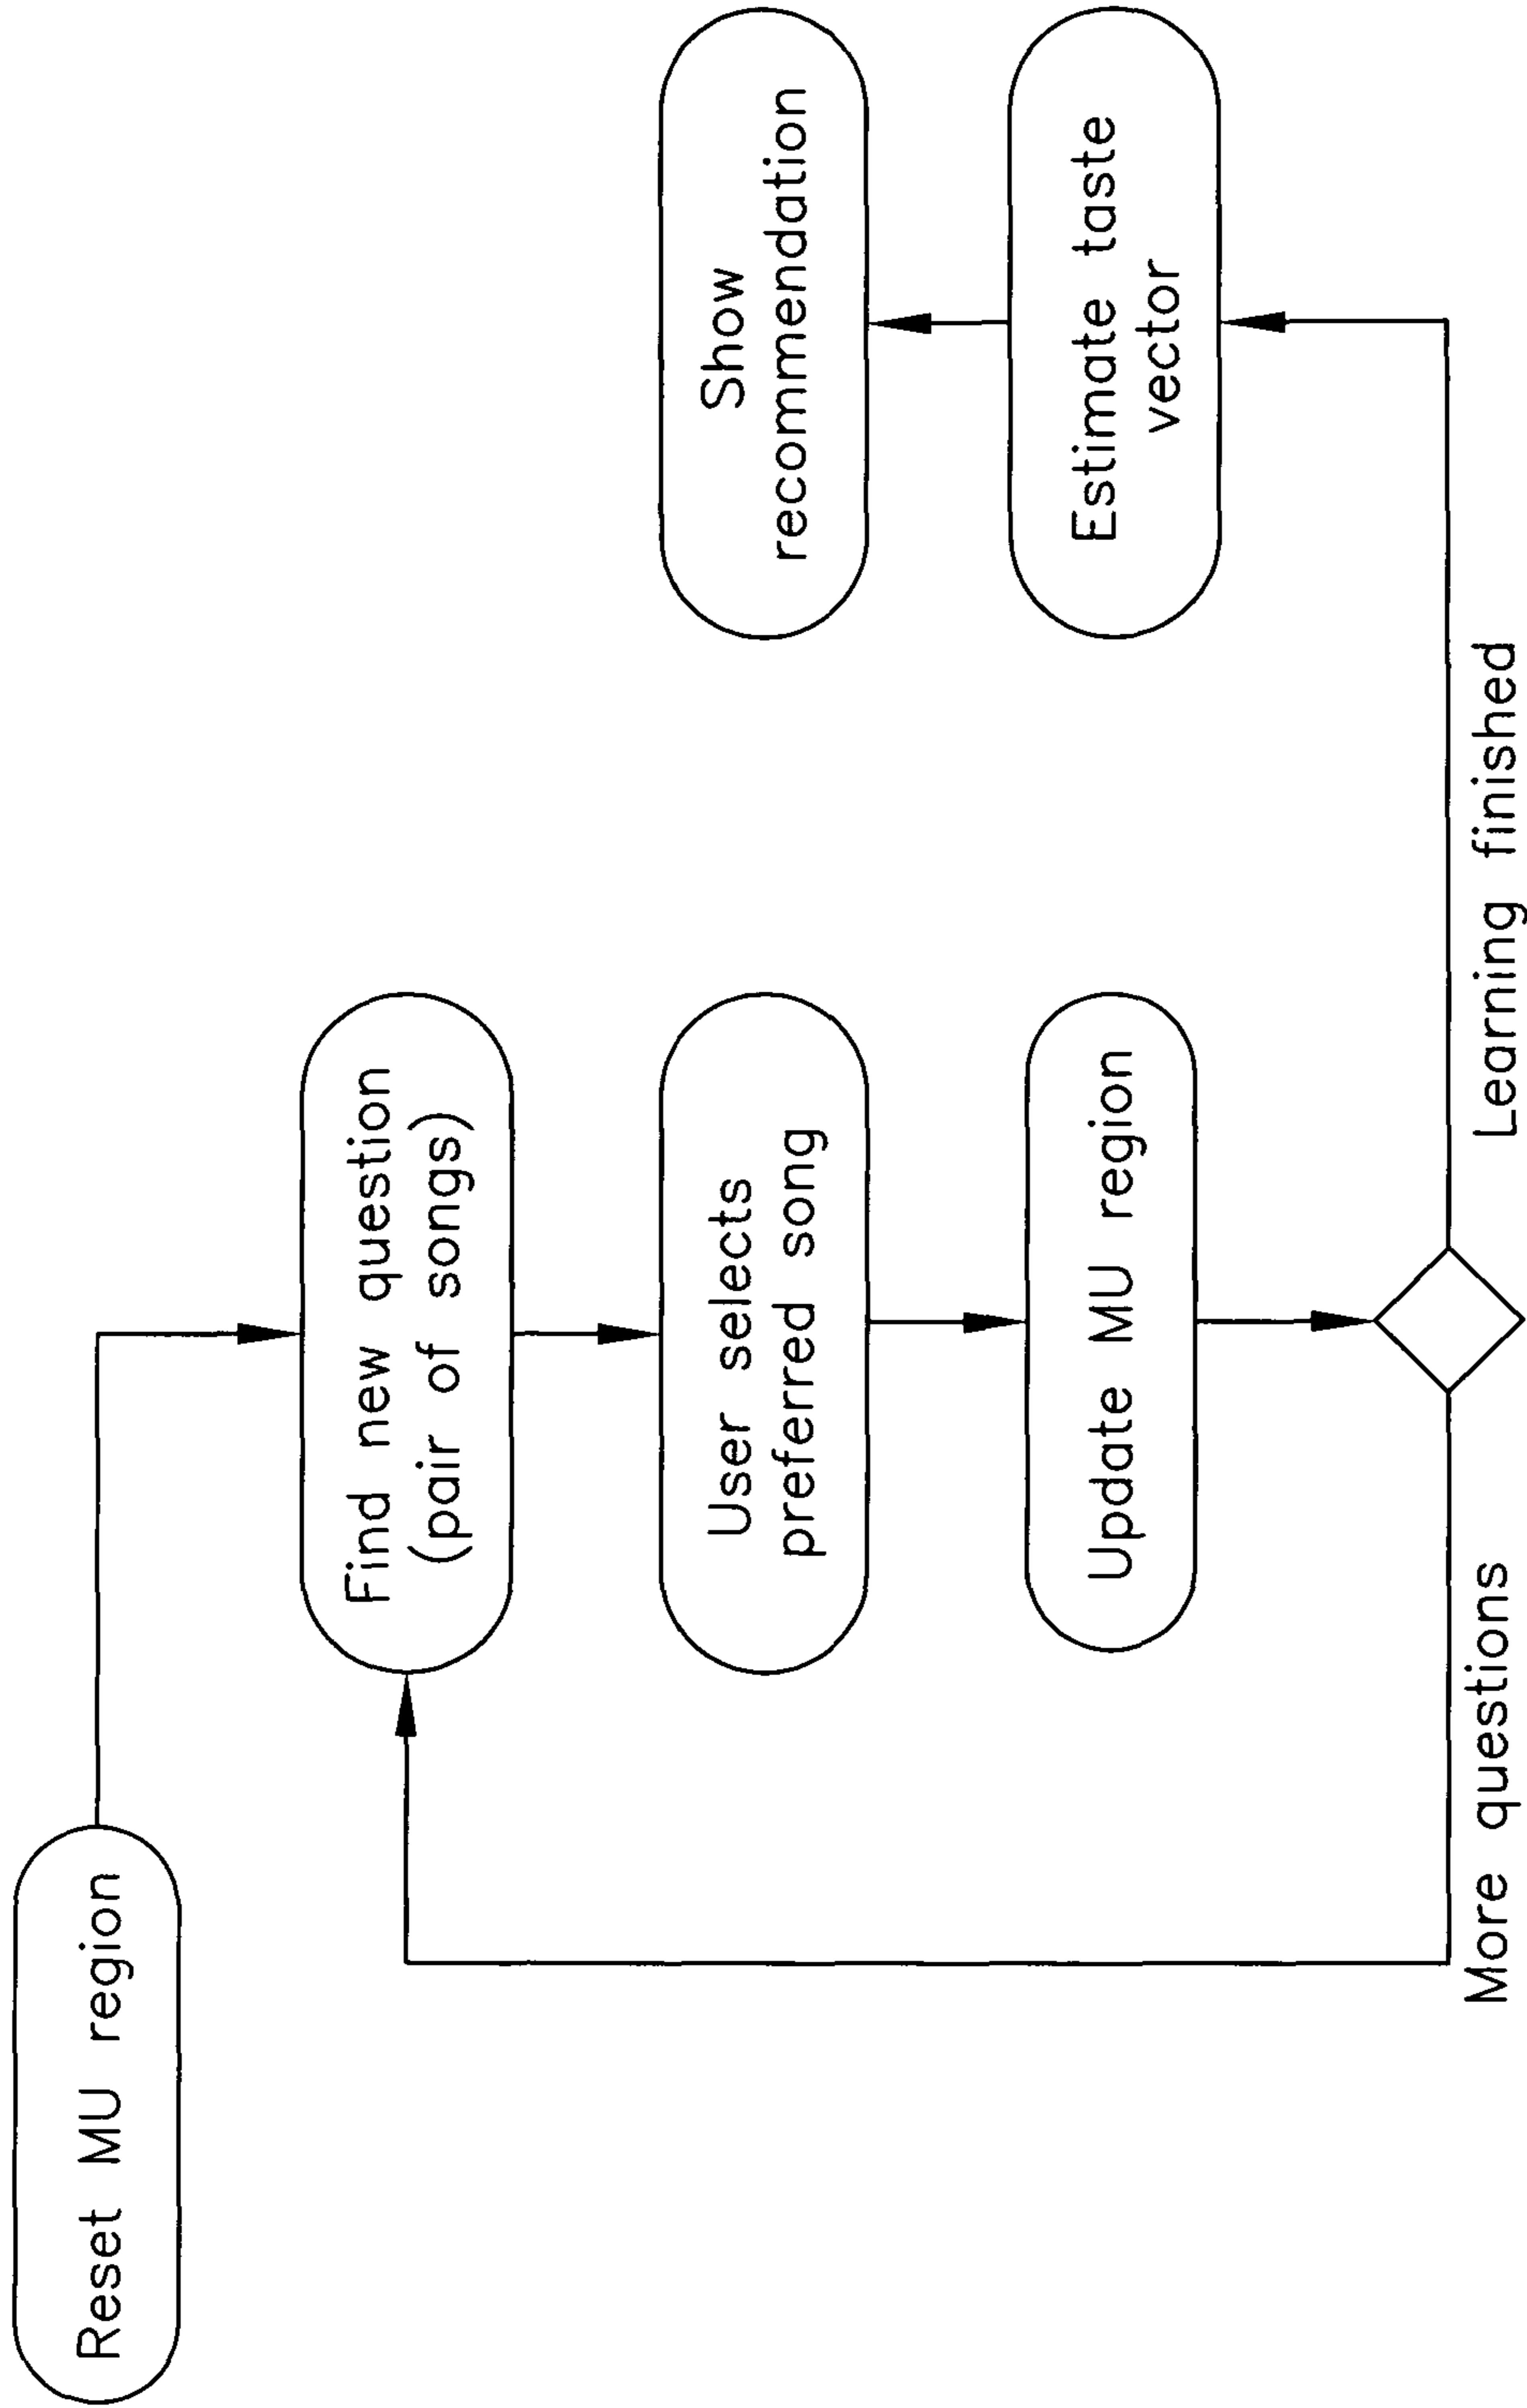 Reset MU region
Find new question
(pair of songs)
User selects
preferred song
Update MU region
More questions
Learning finished
Estimate taste
vector
Show
recommendation